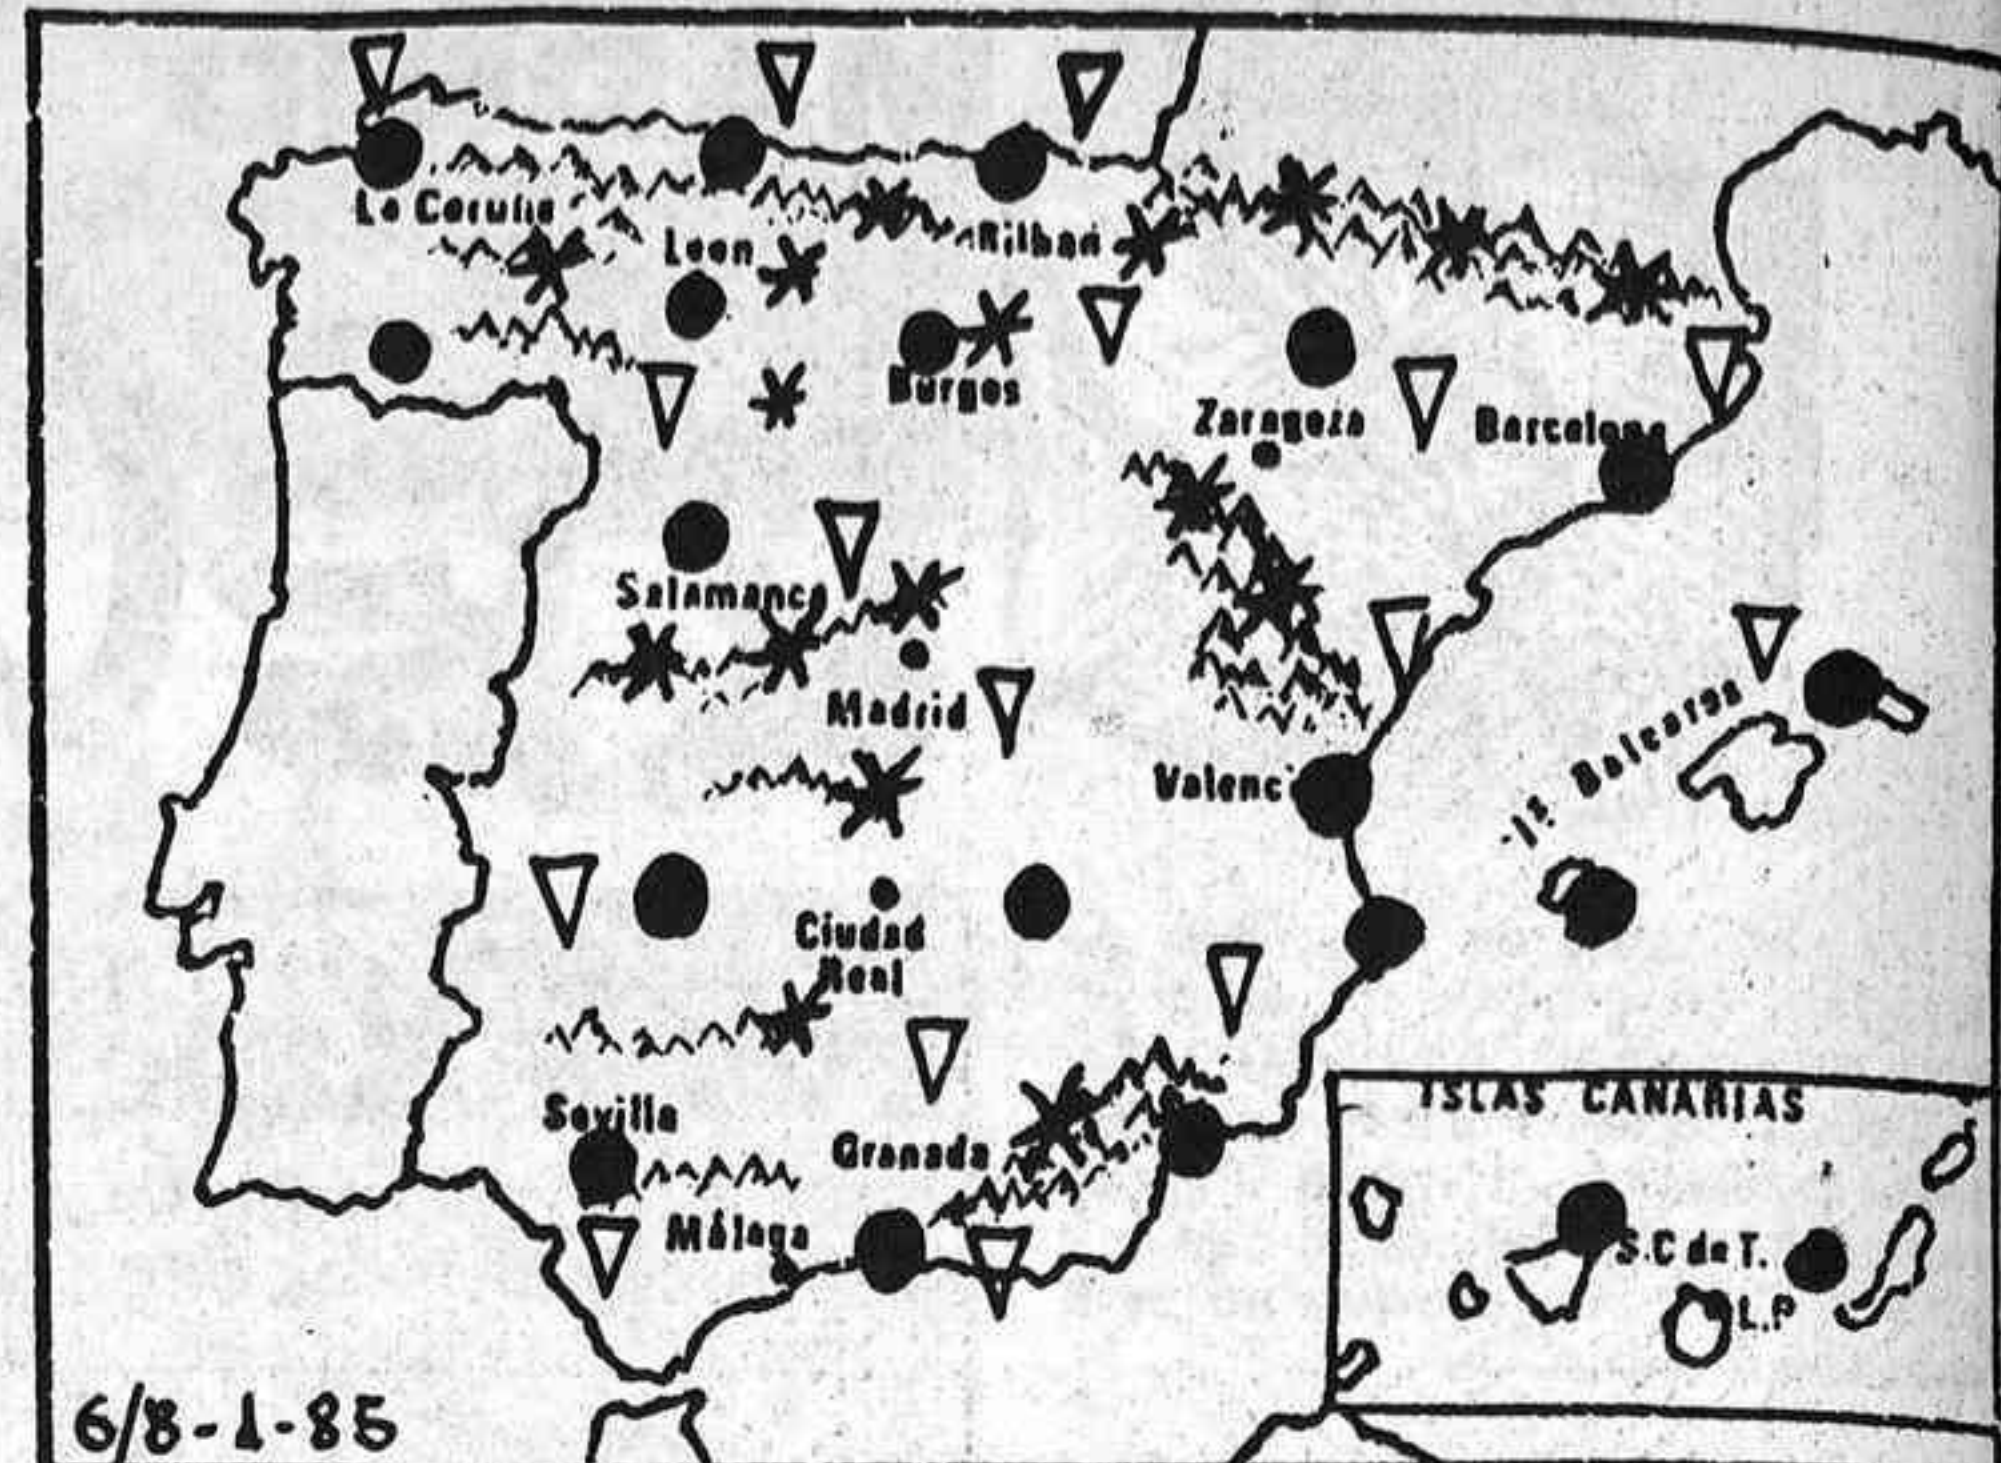 La Coruña
Leon
Bilbao
Burgos
Zaragoza
Barcelona
Salamanca
Madrid
Valenc
Is Baleares
Ciudad
Real
Sevilla
Granada
Málaga
ISLAS CANARIAS
S.C de T.
L.P
6/8-1-85